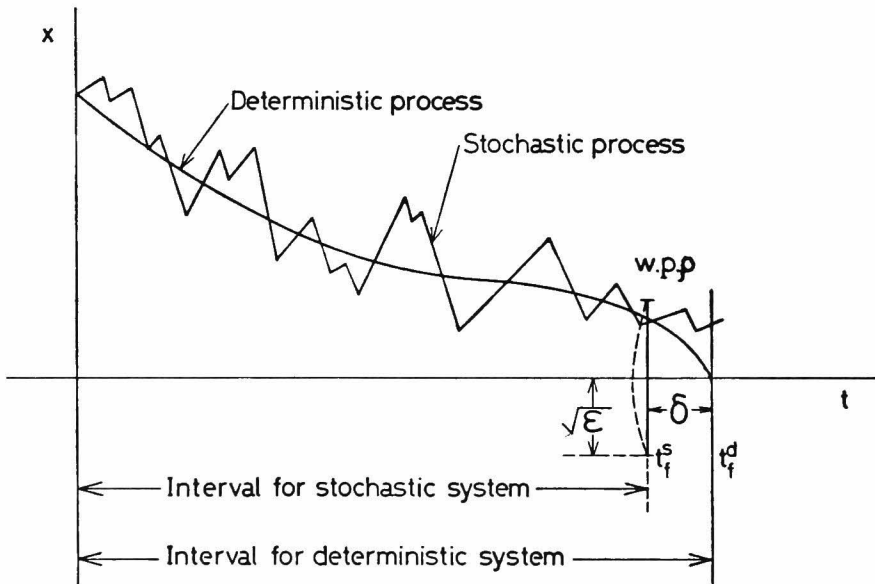 x
Deterministic process
Stochastic process
w.p.ρ
t
√ε
δ
t_f^s
t_f^d
Interval for stochastic system
Interval for deterministic system